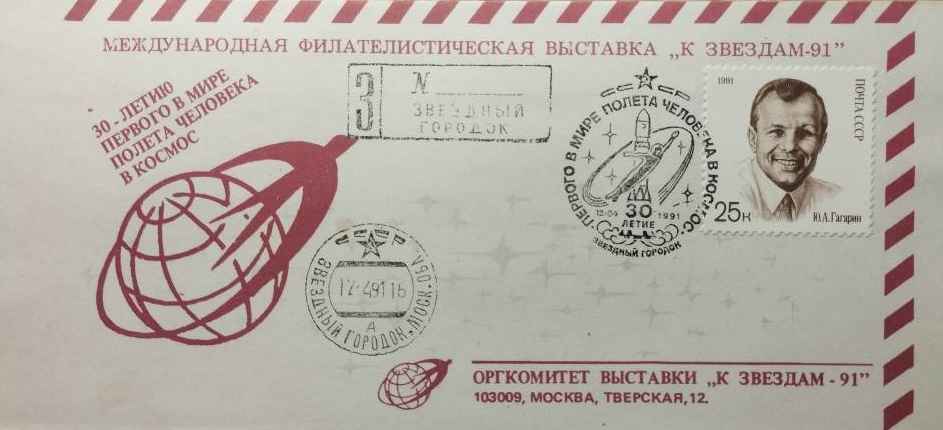 МЕЖДУНАРОДНАЯ ФИЛАТЕЛИСТИЧЕСКАЯ ВЫСТАВКА „К ЗВЕЗДАМ-91”
30-ЛЕТИЮ
ПЕРВОГО В МИРЕ
ПОЛЕТА ЧЕЛОВЕКА
В КОСМОС
З
N
ЗВЕЗДНЫЙ
ГОРОДОК
ПЕРВОГО В МИРЕ ПОЛЕТА ЧЕЛОВЕКА В КОСМОС
12•04 1991
30
ЛЕТИЕ
ЗВЕЗДНЫЙ ГОРОДОК
1991
ПОЧТА СССР
25к
Ю.А.Гагарин
ЗВЕЗДНЫЙ ГОРОДОК. МОСК. ОБЛ.
12-491 16
А
ОРГКОМИТЕТ ВЫСТАВКИ „К ЗВЕЗДАМ - 91”
103009, МОСКВА, ТВЕРСКАЯ,12.